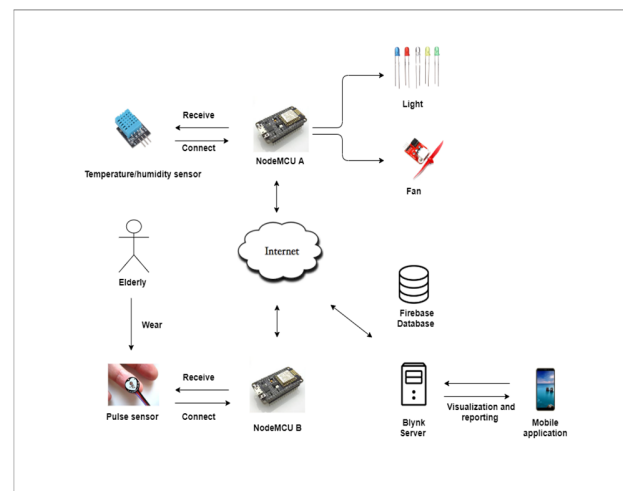 Receive
Connect
NodeMCU A
Temperature/humidity sensor
Light
Fan
Internet
Elderly
Wear
Firebase
Database
Receive
Connect
Pulse sensor
NodeMCU B
Blynk
Server
Visualization and
reporting
Mobile
application